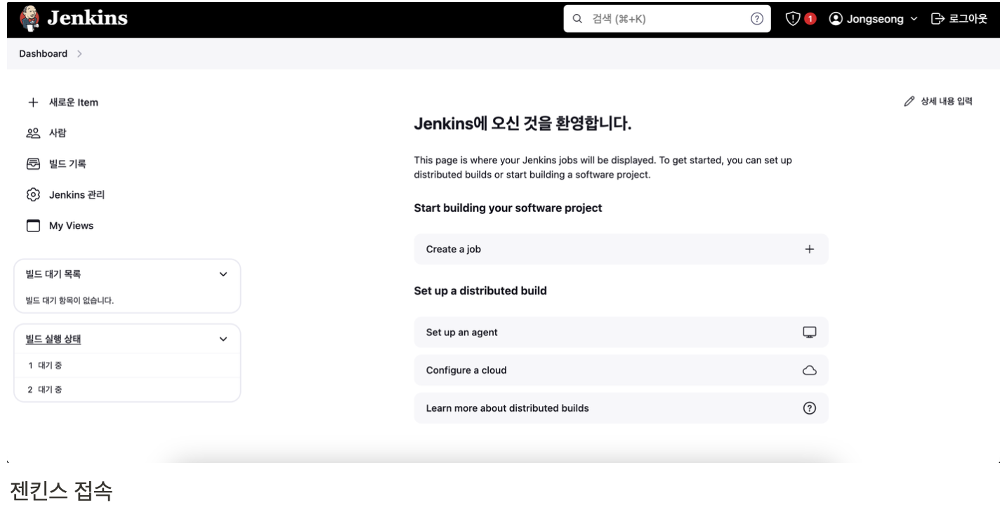 Jenkins
검색 (⌘+K)
1
Jongseong
로그아웃
Dashboard
새로운 Item
사람
빌드 기록
Jenkins 관리
My Views
빌드 대기 목록
빌드 대기 항목이 없습니다.
빌드 실행 상태
1 대기 중
2 대기 중
상세 내용 입력
Jenkins에 오신 것을 환영합니다.
This page is where your Jenkins jobs will be displayed. To get started, you can set up
distributed builds or start building a software project.
Start building your software project
Create a job
Set up a distributed build
Set up an agent
Configure a cloud
Learn more about distributed builds
젠킨스 접속